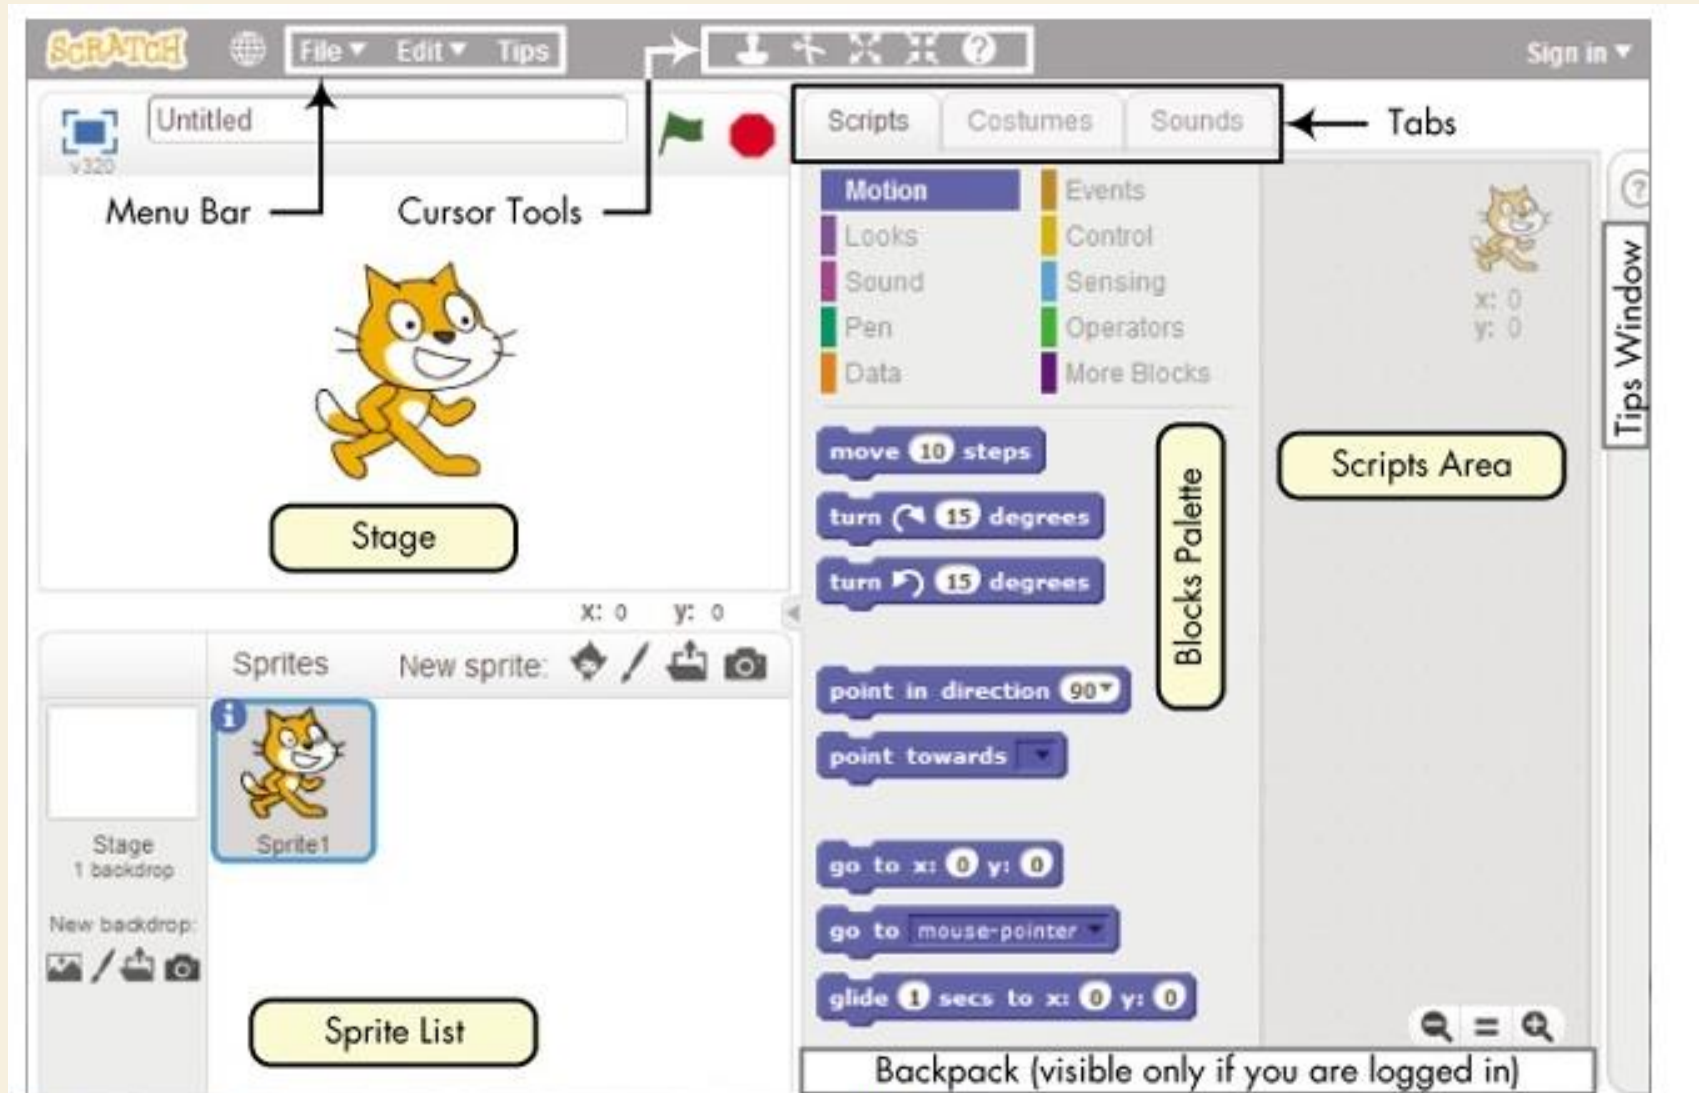 SCRATCH File Edit Tips Sign in
v320 Untitled
Scripts Costumes Sounds
Tabs
Menu Bar
Cursor Tools
Motion
Looks
Sound
Pen
Data
Events
Control
Sensing
Operators
More Blocks
x: 0
y: 0
?
Tips Window
Stage
x: 0 y: 0
move 10 steps
turn 15 degrees
turn 15 degrees
point in direction 90
point towards
go to x: 0 y: 0
go to mouse-pointer
glide 1 secs to x: 0 y: 0
Blocks Palette
Scripts Area
Sprites New sprite:
Sprite1
Stage
1 backdrop
New backdrop:
Sprite List
Backpack (visible only if you are logged in)